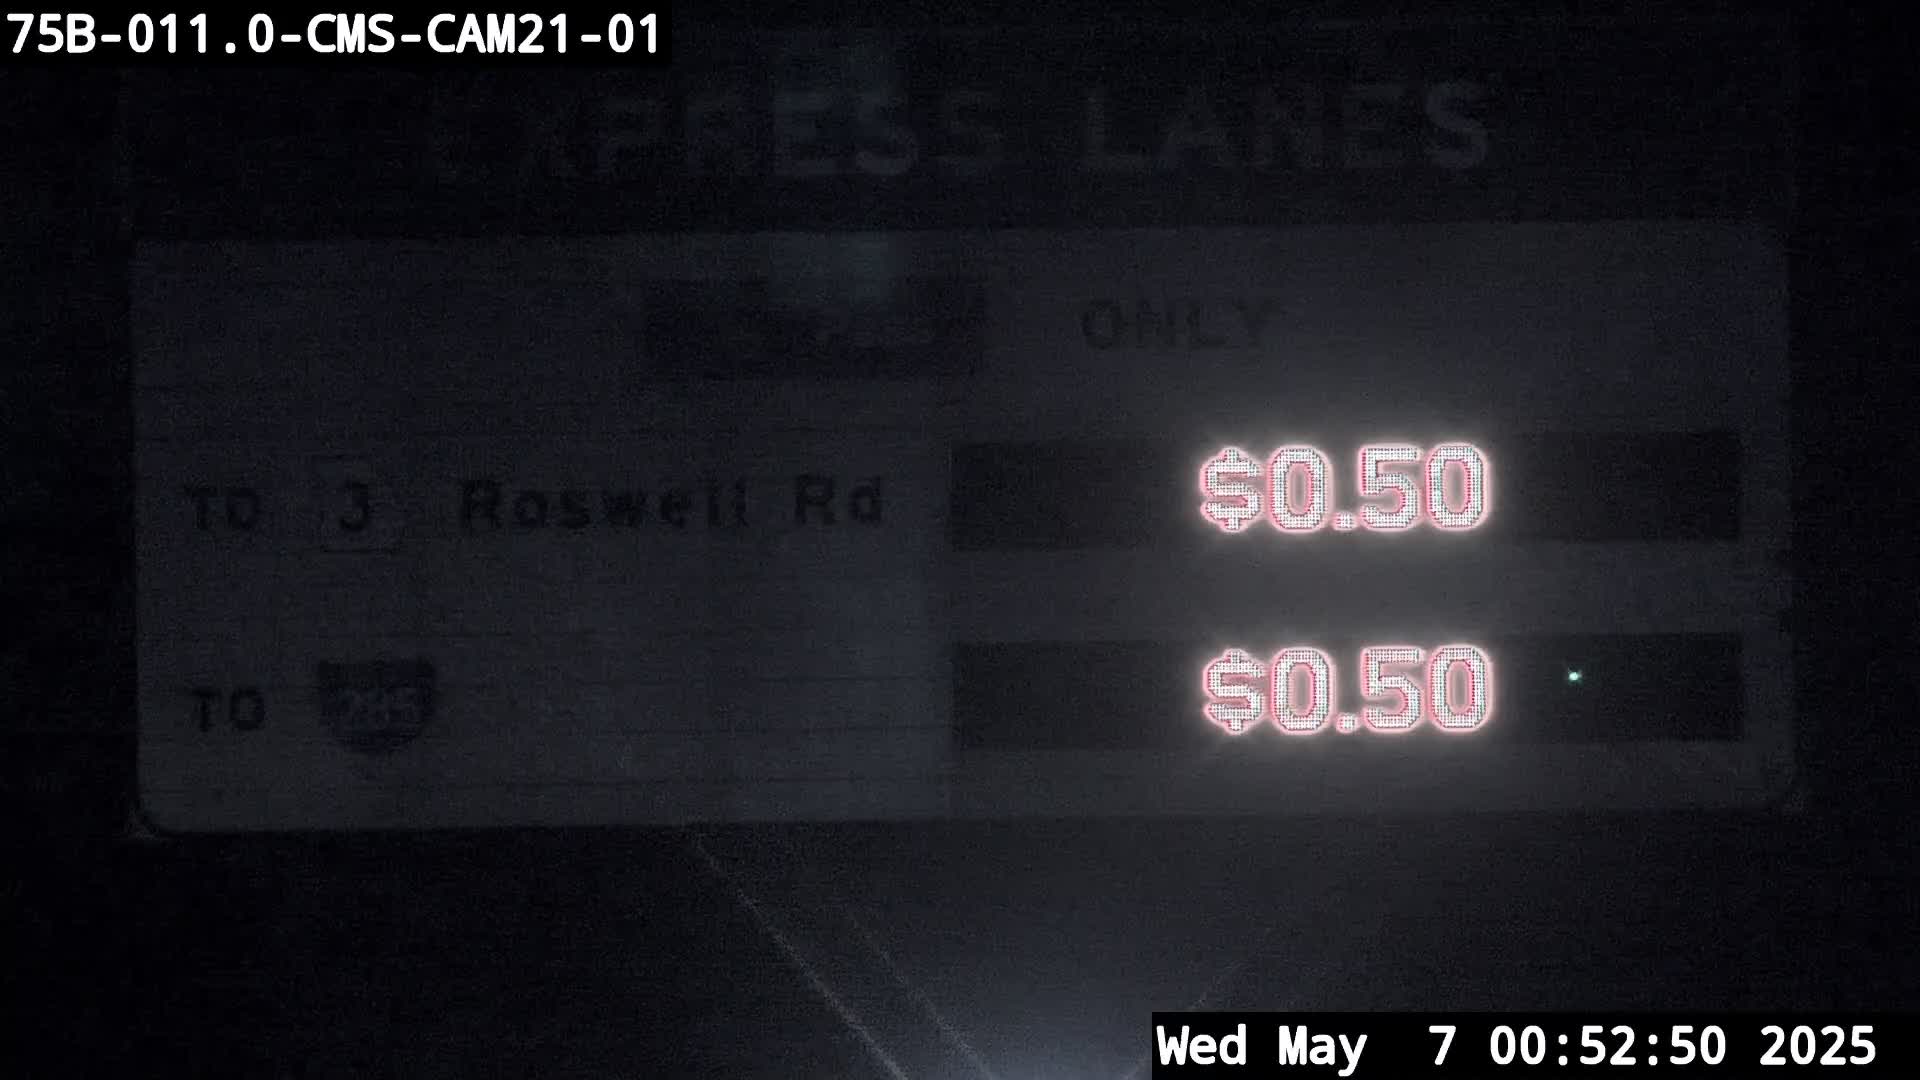 75B-011.0-CMS-CAM21-01
EXPRESS LANES
ONLY
TO 3 Roswell Rd $0.50
TO 285 $0.50
Wed May 7 00:52:50 2025